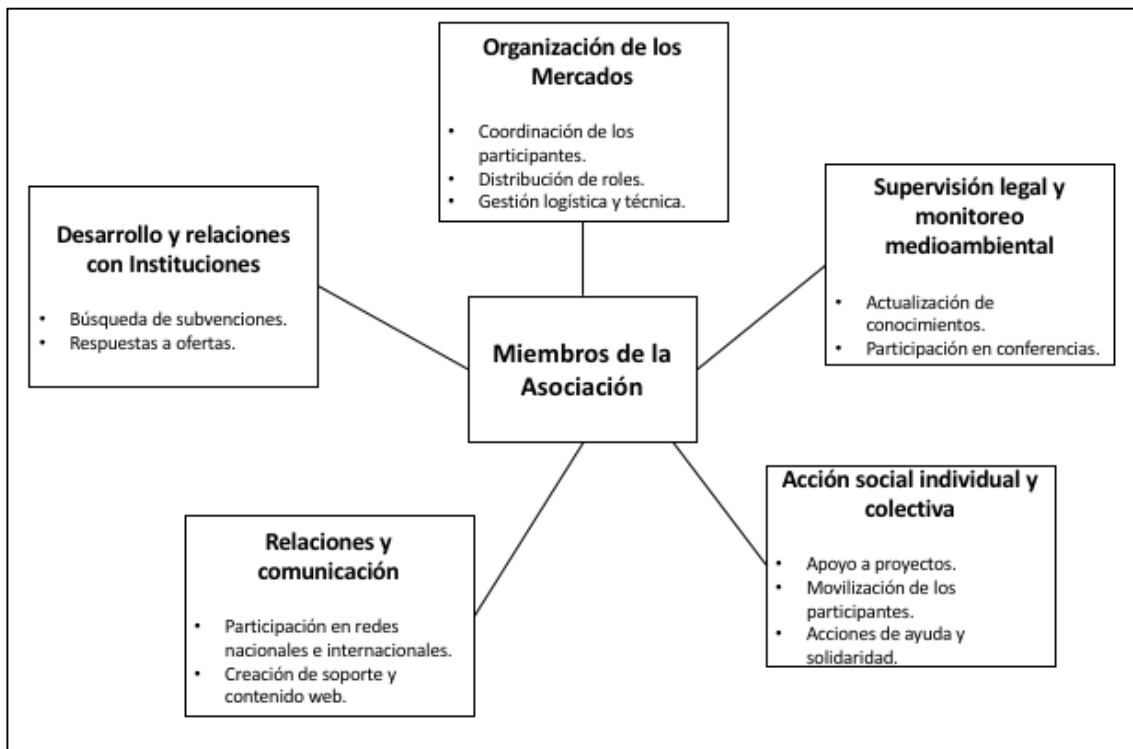 Organización de los
Mercados
• Coordinación de los
participantes.
• Distribución de roles.
• Gestión logística y técnica.
Desarrollo y relaciones
con Instituciones
• Búsqueda de subvenciones.
• Respuestas a ofertas.
Supervisión legal y
monitoreo
medioambiental
• Actualización de
conocimientos.
• Participación en conferencias.
Miembros de la
Asociación
Relaciones y
comunicación
• Participación en redes
nacionales e internacionales.
• Creación de soporte y
contenido web.
Acción social individual y
colectiva
• Apoyo a proyectos.
• Movilización de los
participantes.
• Acciones de ayuda y
solidaridad.